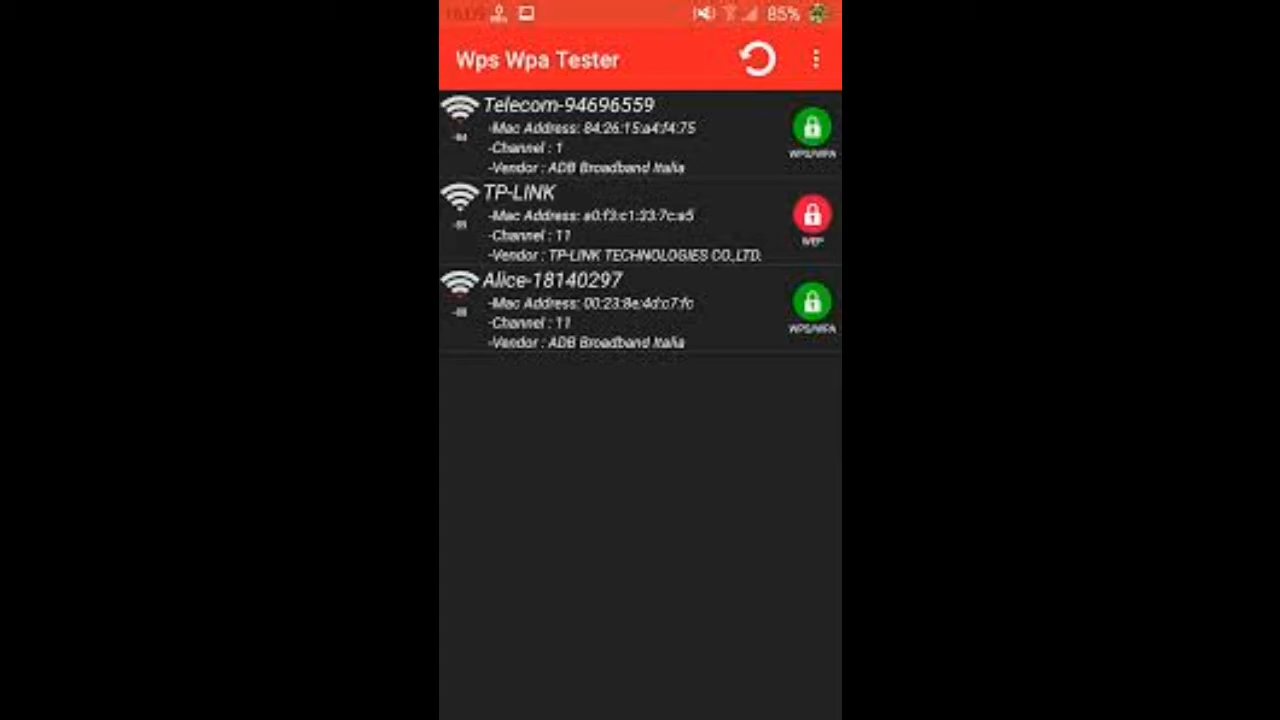 85%
Wps Wpa Tester
Telecom-94696559
-Mac Address: 84:26:15:a4:f4:75
-Channel : 1
-Vendor : ADB Broadband Italia
WPS/WPA
TP-LINK
-Mac Address: a0:f3:c1:33:7c:a5
-Channel : 11
-Vendor : TP-LINK TECHNOLOGIES CO.,LTD.
WEP
Alice-18140297
-Mac Address: 00:23:8e:4d:c7:fc
-Channel : 11
-Vendor : ADB Broadband Italia
WPS/WPA